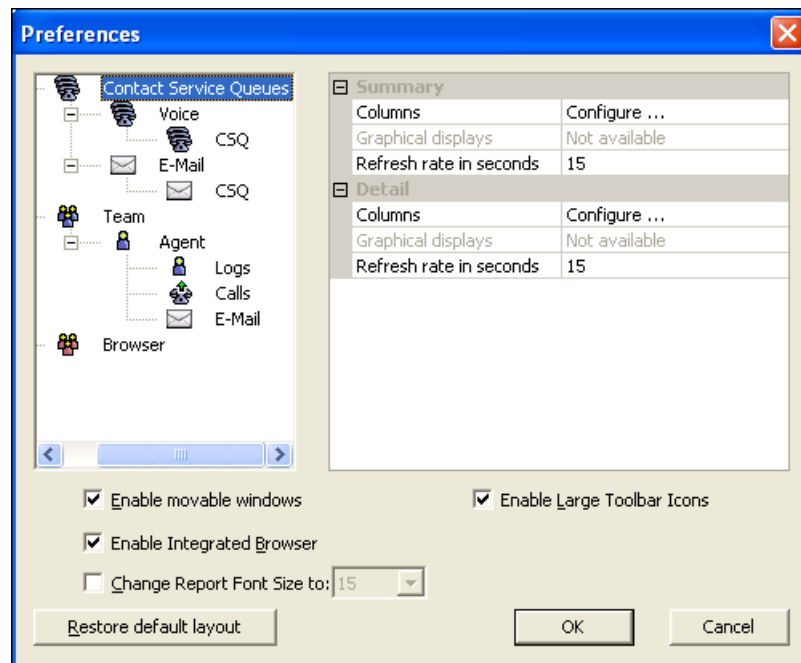 Preferences
Contact Service Queues
Voice
CSQ
E-Mail
CSQ
Team
Agent
Logs
Calls
E-Mail
Browser
Summary
Columns Configure ...
Graphical displays Not available
Refresh rate in seconds 15
Detail
Columns Configure ...
Graphical displays Not available
Refresh rate in seconds 15
Enable movable windows
Enable Large Toolbar Icons
Enable Integrated Browser
Change Report Font Size to: 15
Restore default layout
OK
Cancel